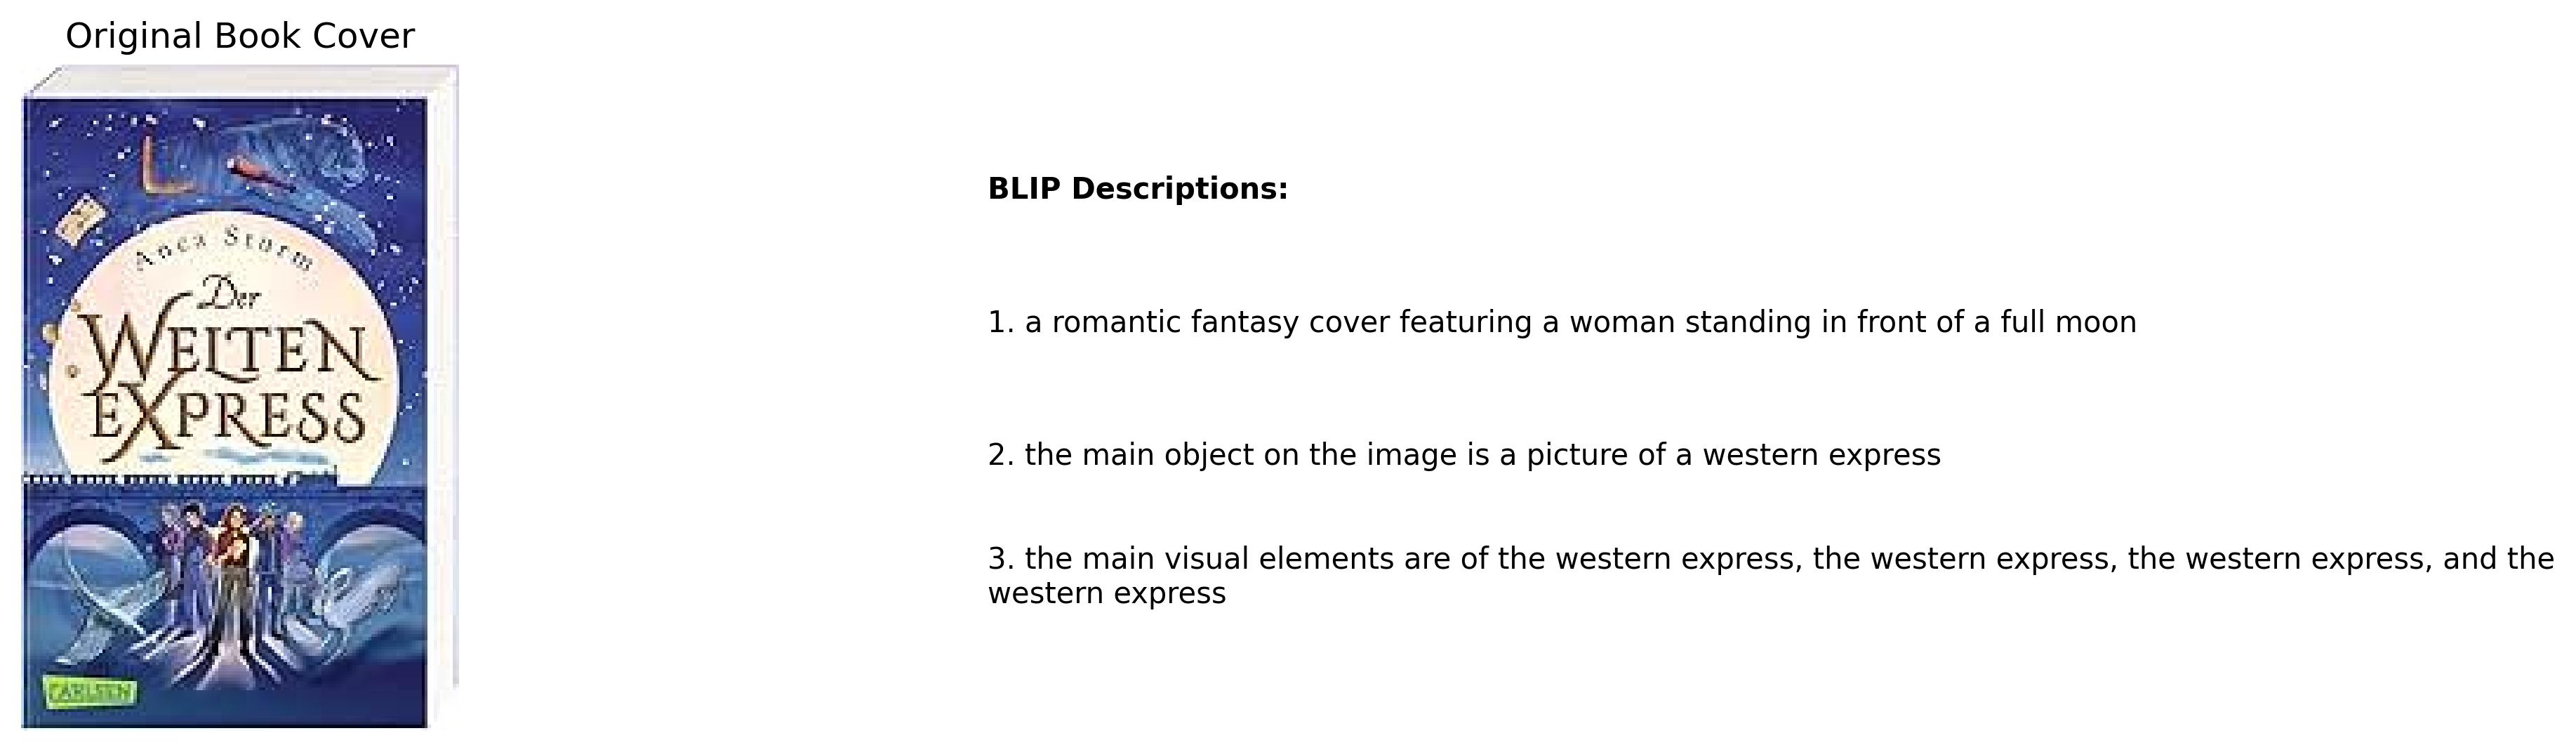 Original Book Cover
Anca Sturm
Der
WELTEN
EXPRESS
CARLSEN
BLIP Descriptions:
1. a romantic fantasy cover featuring a woman standing in front of a full moon
2. the main object on the image is a picture of a western express
3. the main visual elements are of the western express, the western express, the western express, and the
western express